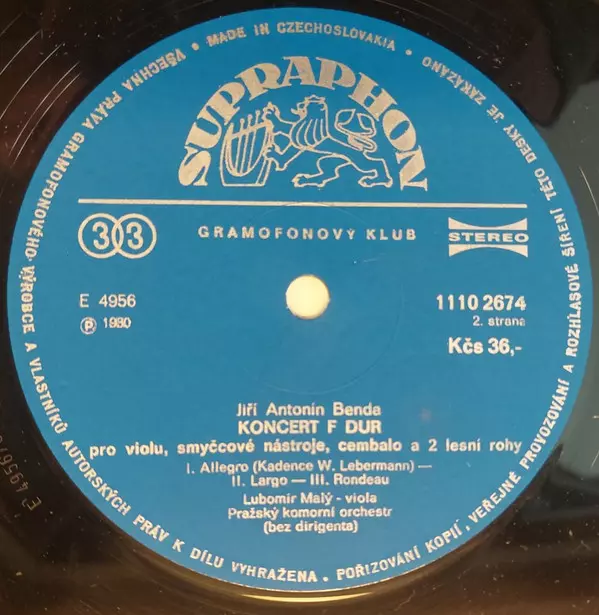 VŠECHNA PRÁVA GRAMOFONOVÉHO VÝROBCE A VLASTNÍKŮ AUTORSKÝCH PRÁV K DÍLU VYHRAŽENA. POŘIZOVÁNÍ KOPIÍ, VEŘEJNÉ PROVOZOVÁNÍ A ROZHLASOVÉ ŠÍŘENÍ TÉTO DESKY JE ZAKÁZÁNO
• MADE IN CZECHOSLOVAKIA •
SUPRAPHON
33
GRAMOFONOVÝ KLUB
STEREO
E 4956
1110 2674
Ⓟ 1980
2. strana
Kčs 36,-
Jiří Antonín Benda
KONCERT F DUR
pro violu, smyčcové nástroje, cembalo a 2 lesní rohy
I. Allegro (Kadence W. Lebermann) —
II. Largo — III. Rondeau
Lubomír Malý - viola
Pražský komorní orchestr
(bez dirigenta)